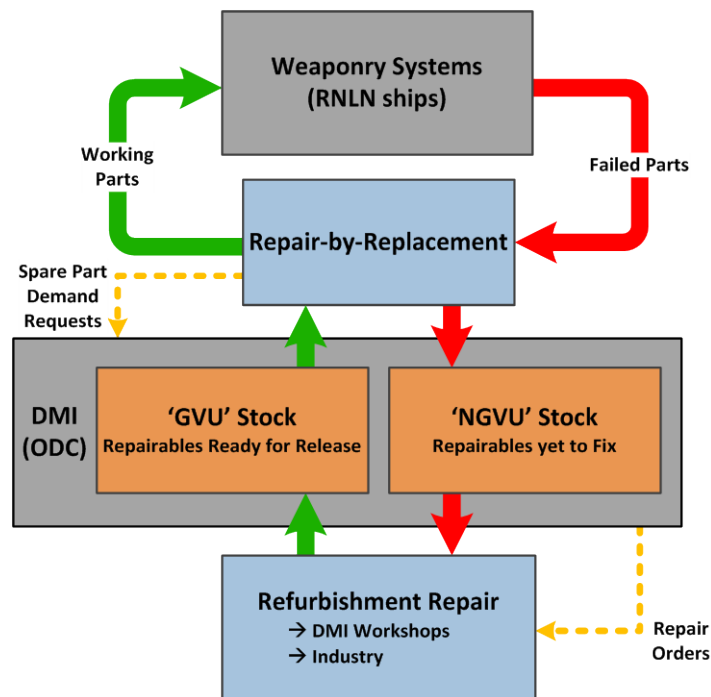 Weaponry Systems
(RNLN ships)
Working
Parts
Failed Parts
Repair-by-Replacement
Spare Part
Demand
Requests
DMI
(ODC)
‘GVU’ Stock
Repairables Ready for Release
‘NGVU’ Stock
Repairables yet to Fix
Refurbishment Repair
→ DMI Workshops
→ Industry
Repair
Orders